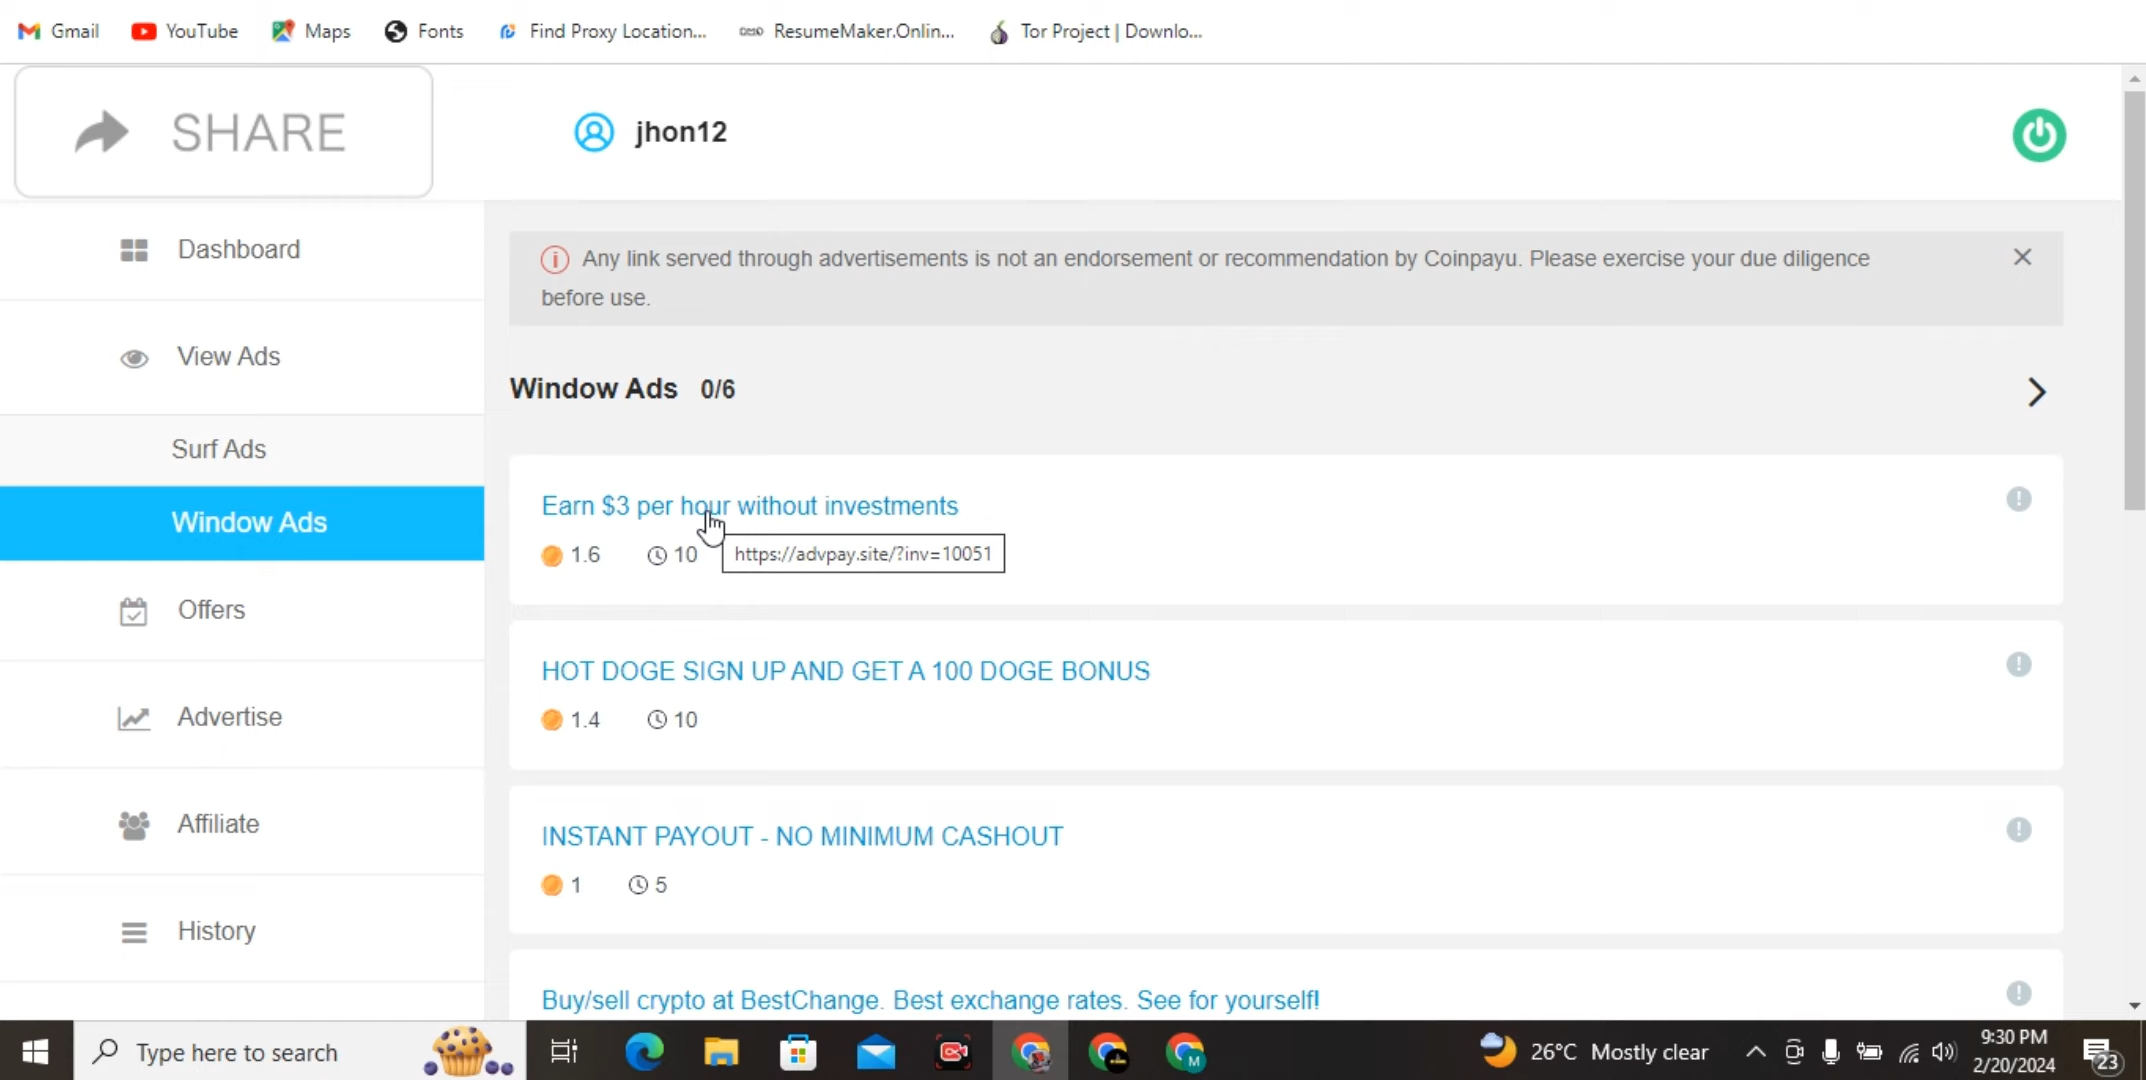 Gmail YouTube Maps Fonts Find Proxy Location... ResumeMaker.Onlin... Tor Project | Downlo...
SHARE
jhon12
Dashboard
View Ads
Surf Ads
Window Ads
Offers
Advertise
Affiliate
History
Any link served through advertisements is not an endorsement or recommendation by Coinpayu. Please exercise your due diligence
before use.
Window Ads 0/6
Earn $3 per hour without investments
1.6 10
https://advpay.site/?inv=10051
HOT DOGE SIGN UP AND GET A 100 DOGE BONUS
1.4 10
INSTANT PAYOUT - NO MINIMUM CASHOUT
1 5
Buy/sell crypto at BestChange. Best exchange rates. See for yourself!
Type here to search
26°C Mostly clear
9:30 PM
2/20/2024
23
M